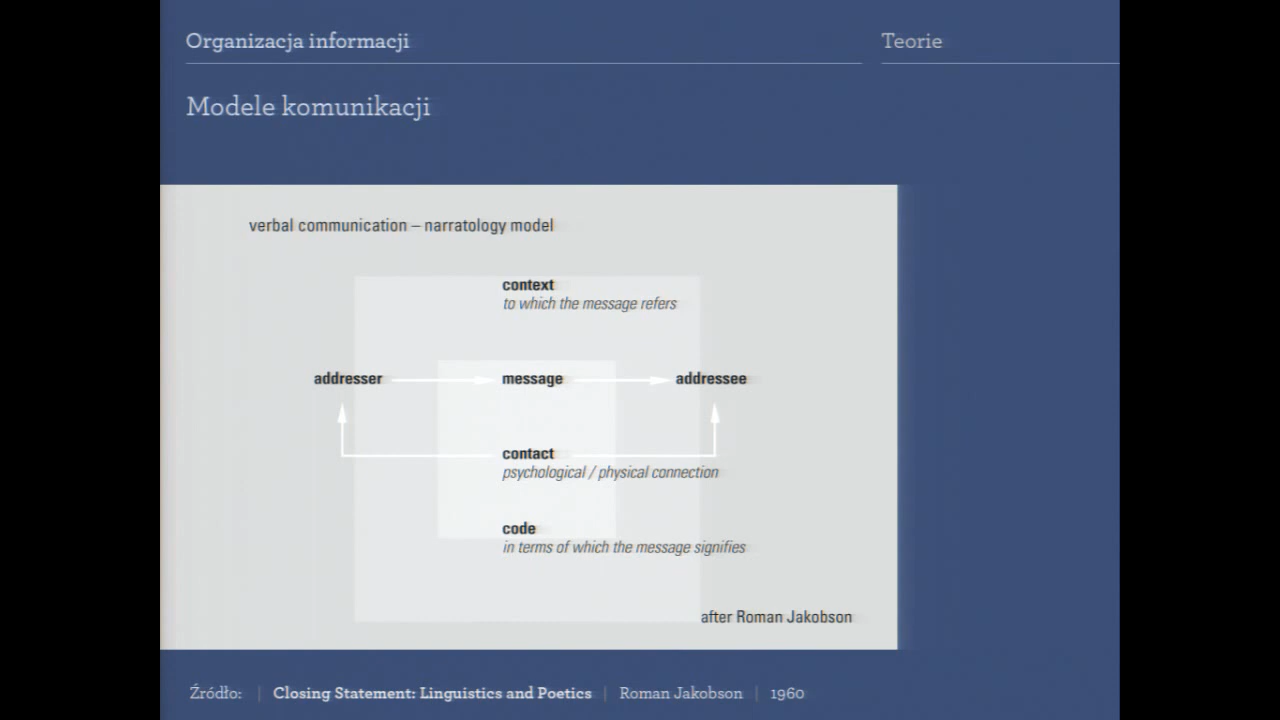 Organizacja informacji
Teorie
Modele komunikacji
verbal communication – narratology model
context
to which the message refers
addresser message addressee
contact
psychological / physical connection
code
in terms of which the message signifies
after Roman Jakobson
Źródło: | Closing Statement: Linguistics and Poetics | Roman Jakobson | 1960